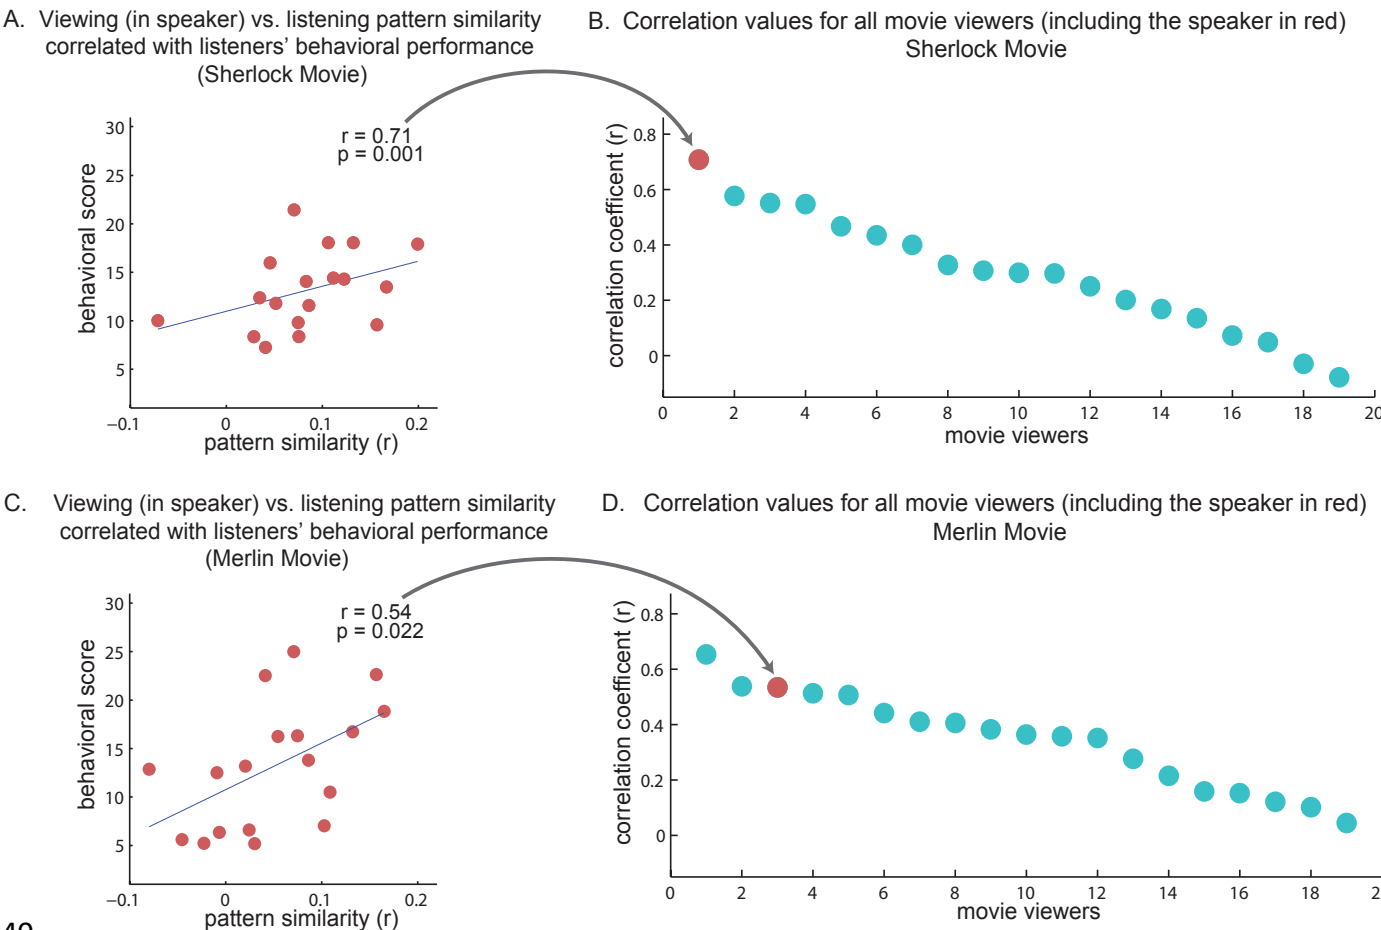 A. Viewing (in speaker) vs. listening pattern similarity
correlated with listeners' behavioral performance
(Sherlock Movie)
r = 0.71
p = 0.001
30
25
20
15
10
5
behavioral score
−0.1 0 0.1 0.2
pattern similarity (r)
B. Correlation values for all movie viewers (including the speaker in red)
Sherlock Movie
0.8
0.6
0.4
0.2
0
correlation coefficent (r)
0 2 4 6 8 10 12 14 16 18 20
movie viewers
C. Viewing (in speaker) vs. listening pattern similarity
correlated with listeners' behavioral performance
(Merlin Movie)
r = 0.54
p = 0.022
30
25
20
15
10
5
behavioral score
−0.1 0 0.1 0.2
pattern similarity (r)
D. Correlation values for all movie viewers (including the speaker in red)
Merlin Movie
0.8
0.6
0.4
0.2
0
correlation coefficent (r)
0 2 4 6 8 10 12 14 16 18
movie viewers